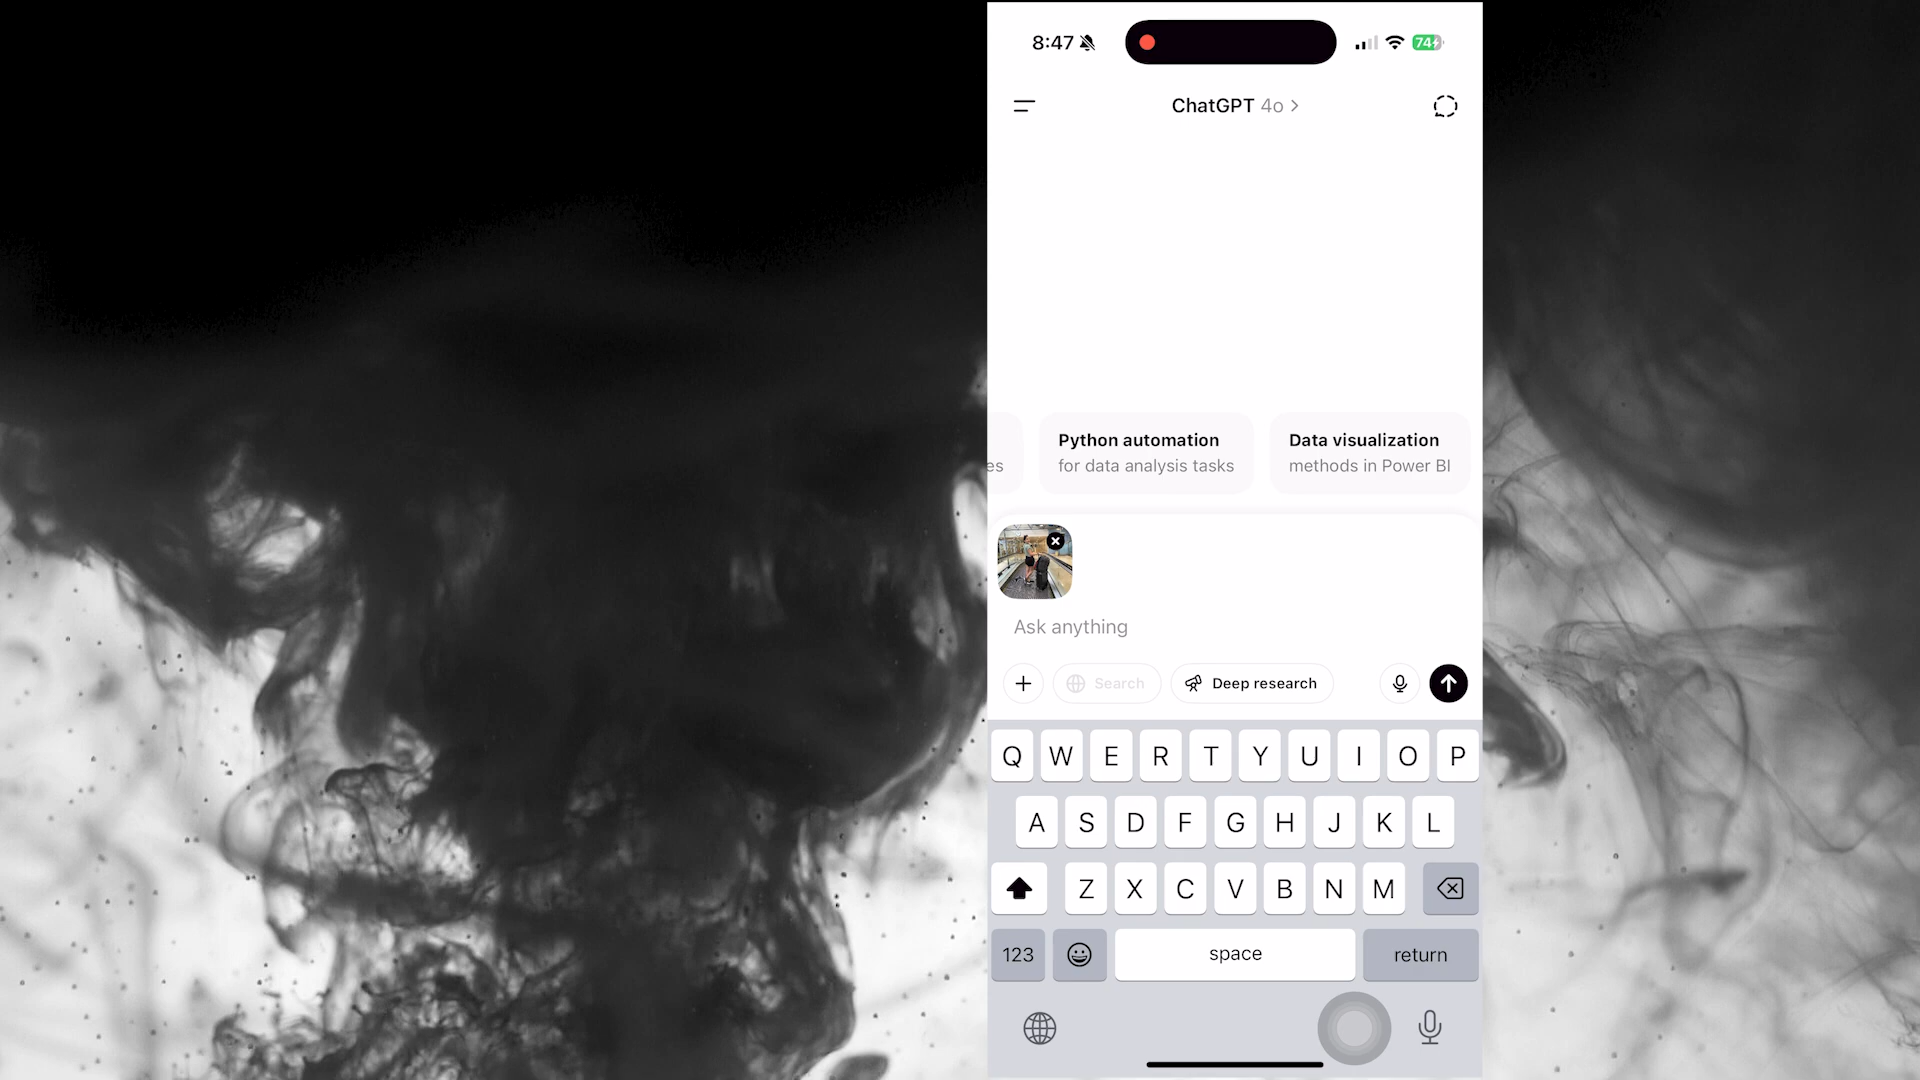 8:47
74
ChatGPT 4o >
es
Python automation
for data analysis tasks
Data visualization
methods in Power BI
Ask anything
Search
Deep research
Q W E R T Y U I O P
A S D F G H J K L
Z X C V B N M
123
space
return